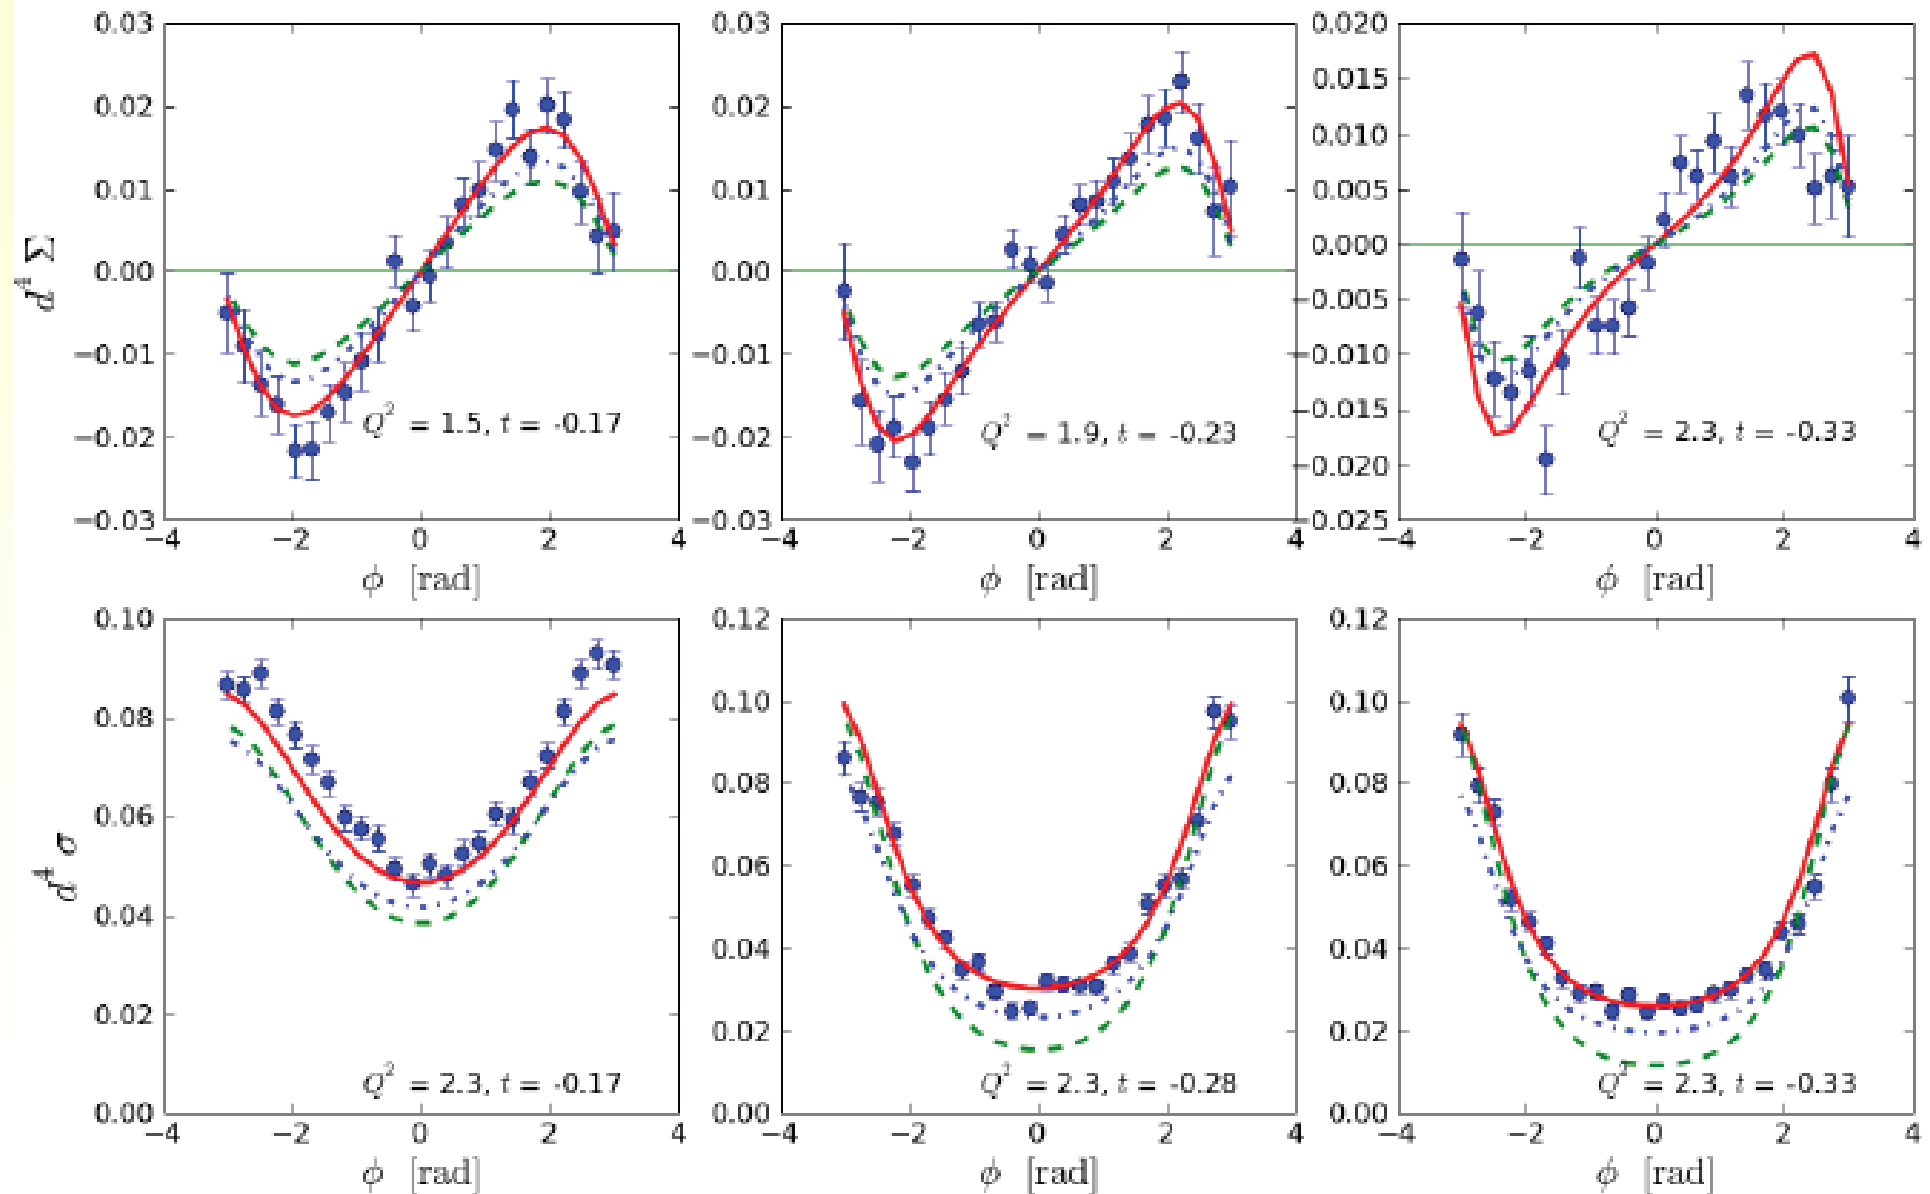 0.03 0.03 0.020
0.02 0.02 0.015
0.010
0.01 0.01 0.005
d⁴ Σ 0.00 0.00 0.000
−0.005
−0.01 −0.01 −0.010
−0.015
−0.02 −0.02 −0.020
Q² = 1.5, t = -0.17 Q² = 1.9, t = -0.23 Q² = 2.3, t = -0.33
−0.03 −0.03 −0.025
−4 −2 0 2 4 −4 −2 0 2 4 −4 −2 0 2 4
ϕ [rad] ϕ [rad] ϕ [rad]
0.10 0.12 0.12
0.08 0.10 0.10
0.08 0.08
d⁴ σ 0.06 0.06 0.06
0.04 0.04 0.04
0.02 0.02 0.02
Q² = 2.3, t = -0.17 Q² = 2.3, t = -0.28 Q² = 2.3, t = -0.33
0.00 0.00 0.00
−4 −2 0 2 4 −4 −2 0 2 4 −4 −2 0 2 4
ϕ [rad] ϕ [rad] ϕ [rad]